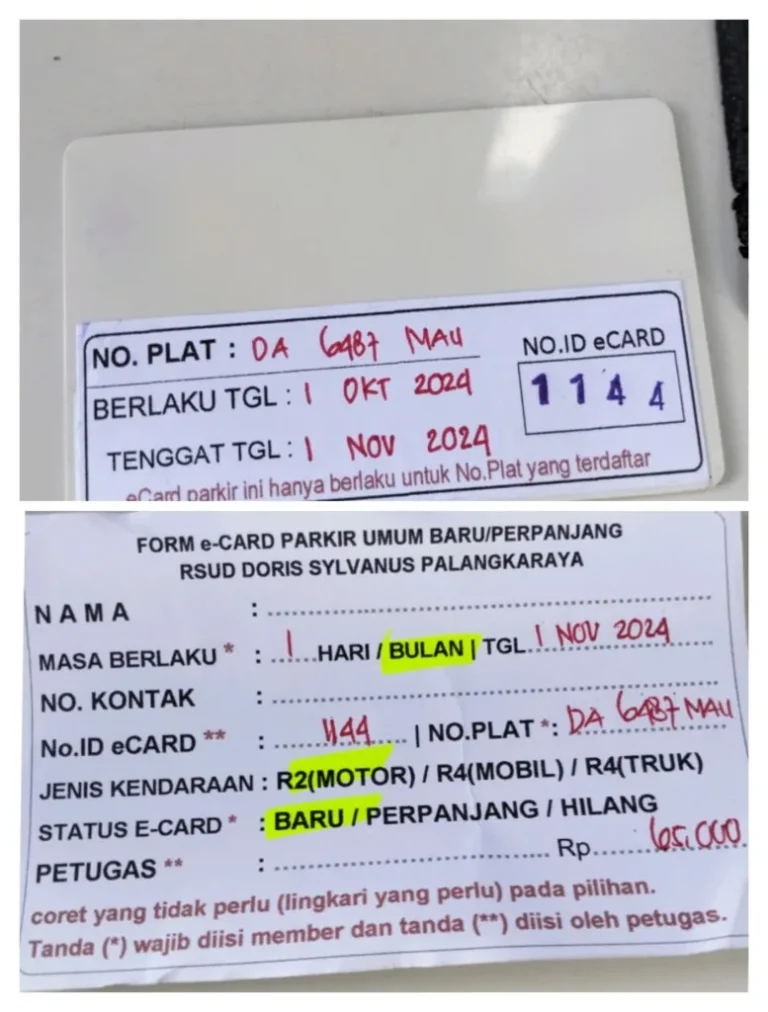 NO. PLAT : DA 6487 MAU
NO.ID eCARD
1144
BERLAKU TGL : 1 OKT 2024
TENGGAT TGL : 1 NOV 2024
eCard parkir ini hanya berlaku untuk No.Plat yang terdaftar
FORM e-CARD PARKIR UMUM BARU/PERPANJANG
RSUD DORIS SYLVANUS PALANGKARAYA
NAMA : ........
MASA BERLAKU * : 1 HARI / BULAN | TGL. 1 NOV 2024
NO. KONTAK : ........
No.ID eCARD ** : 1144 | NO.PLAT *: DA 6487 MAU
JENIS KENDARAAN : R2(MOTOR) / R4(MOBIL) / R4(TRUK)
STATUS E-CARD * : BARU / PERPANJANG / HILANG
PETUGAS ** : ........ Rp. 65.000
coret yang tidak perlu (lingkari yang perlu) pada pilihan.
Tanda (*) wajib diisi member dan tanda (**) diisi oleh petugas.